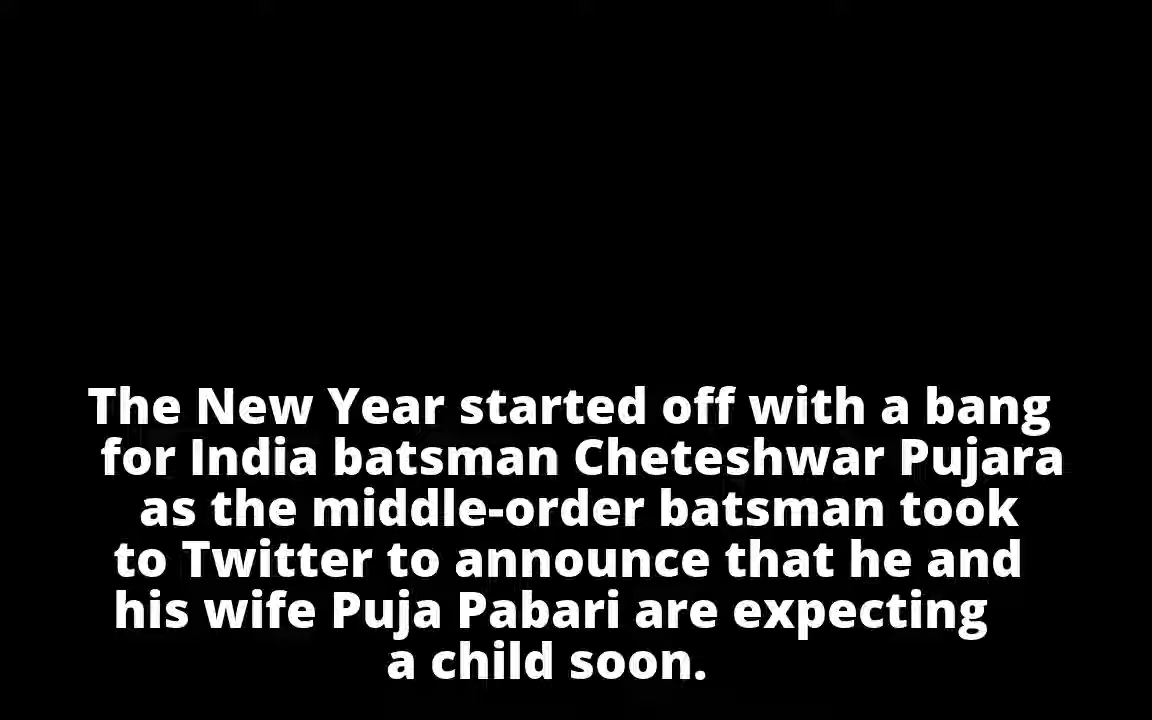 The New Year started off with a bang
for India batsman Cheteshwar Pujara
as the middle-order batsman took
to Twitter to announce that he and
his wife Puja Pabari are expecting
a child soon.